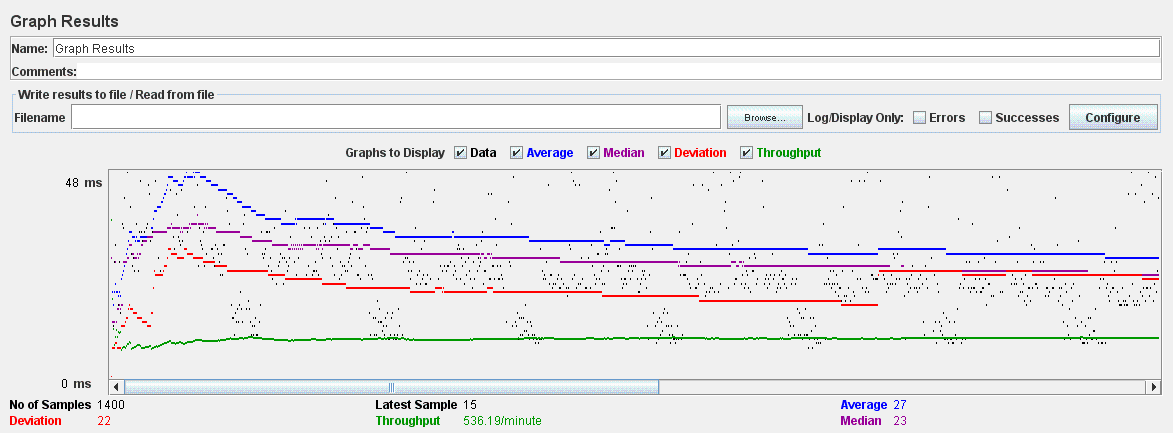 Graph Results
Name: Graph Results
Comments:
Write results to file / Read from file
Filename Browse... Log/Display Only: Errors Successes Configure
Graphs to Display Data Average Median Deviation Throughput
48 ms
0 ms
No of Samples 1400 Latest Sample 15 Average 27
Deviation 22 Throughput 536.19/minute Median 23